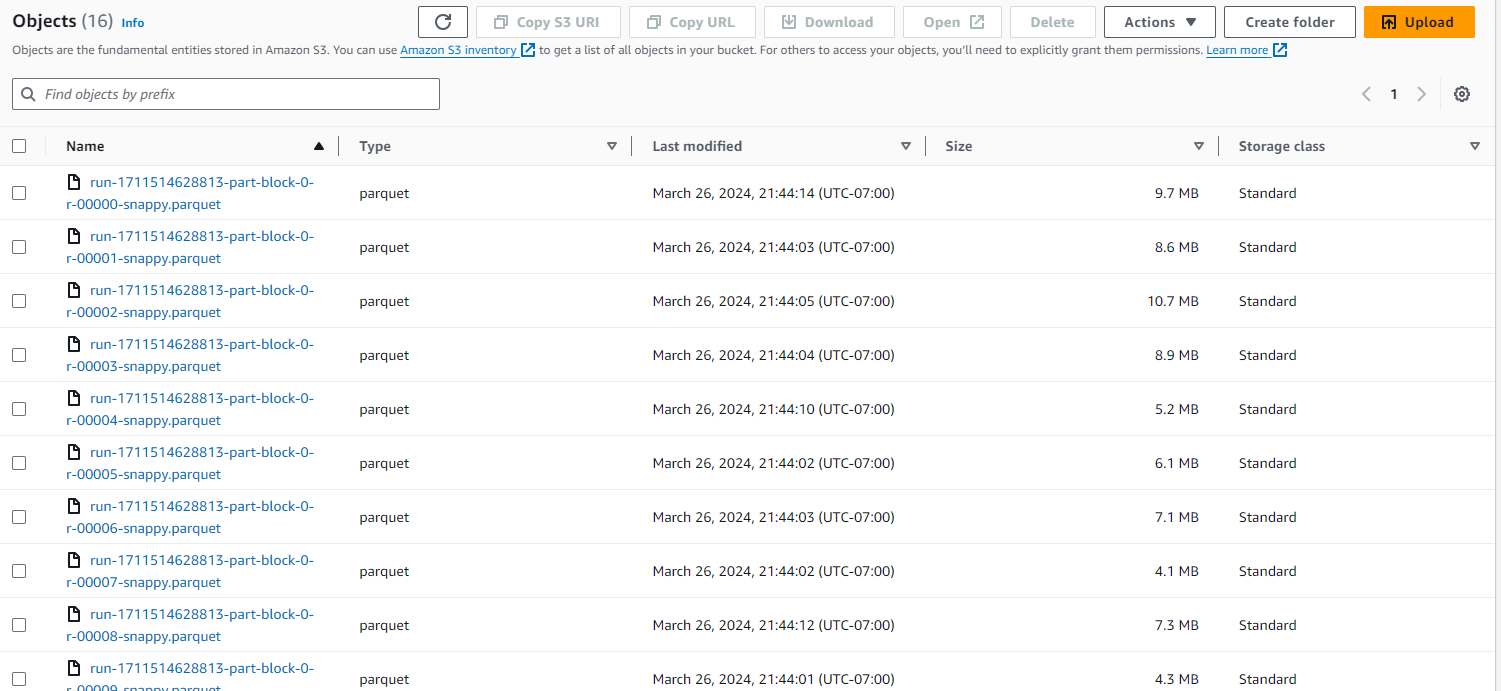 Objects (16) Info
Copy S3 URI Copy URL Download Open Delete Actions Create folder Upload
Objects are the fundamental entities stored in Amazon S3. You can use Amazon S3 inventory to get a list of all objects in your bucket. For others to access your objects, you'll need to explicitly grant them permissions. Learn more
Find objects by prefix 1
Name Type Last modified Size Storage class
run-1711514628813-part-block-0-
r-00000-snappy.parquet parquet March 26, 2024, 21:44:14 (UTC-07:00) 9.7 MB Standard
run-1711514628813-part-block-0-
r-00001-snappy.parquet parquet March 26, 2024, 21:44:03 (UTC-07:00) 8.6 MB Standard
run-1711514628813-part-block-0-
r-00002-snappy.parquet parquet March 26, 2024, 21:44:05 (UTC-07:00) 10.7 MB Standard
run-1711514628813-part-block-0-
r-00003-snappy.parquet parquet March 26, 2024, 21:44:04 (UTC-07:00) 8.9 MB Standard
run-1711514628813-part-block-0-
r-00004-snappy.parquet parquet March 26, 2024, 21:44:10 (UTC-07:00) 5.2 MB Standard
run-1711514628813-part-block-0-
r-00005-snappy.parquet parquet March 26, 2024, 21:44:02 (UTC-07:00) 6.1 MB Standard
run-1711514628813-part-block-0-
r-00006-snappy.parquet parquet March 26, 2024, 21:44:03 (UTC-07:00) 7.1 MB Standard
run-1711514628813-part-block-0-
r-00007-snappy.parquet parquet March 26, 2024, 21:44:02 (UTC-07:00) 4.1 MB Standard
run-1711514628813-part-block-0-
r-00008-snappy.parquet parquet March 26, 2024, 21:44:12 (UTC-07:00) 7.3 MB Standard
run-1711514628813-part-block-0-
r-00009-snappy.parquet parquet March 26, 2024, 21:44:01 (UTC-07:00) 4.3 MB Standard